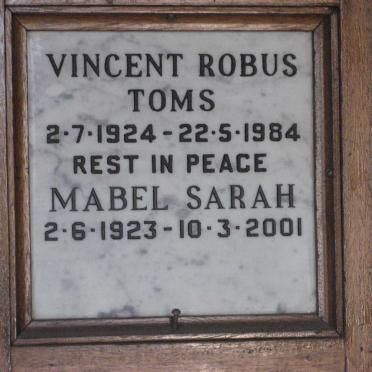 VINCENT ROBUS
TOMS
2·7·1924-22·5·1984
REST IN PEACE
MABEL SARAH
2·6·1923-10·3·2001